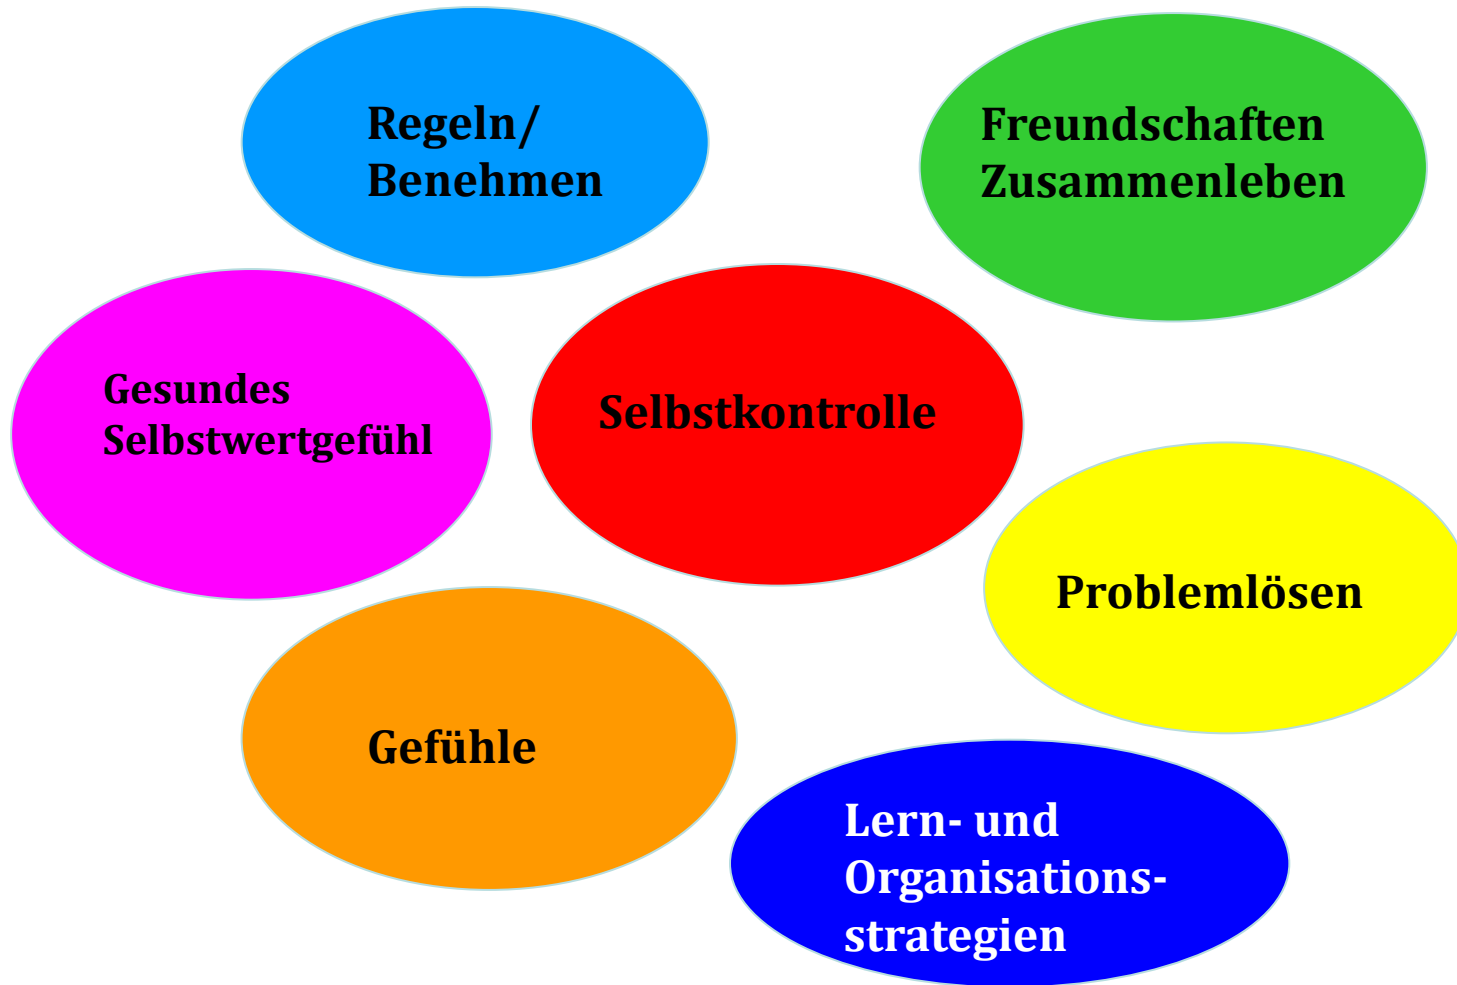 Regeln/
Benehmen
Freundschaften
Zusammenleben
Gesundes
Selbstwertgefühl
Selbstkontrolle
Problemlösen
Gefühle
Lern- und
Organisations-
strategien